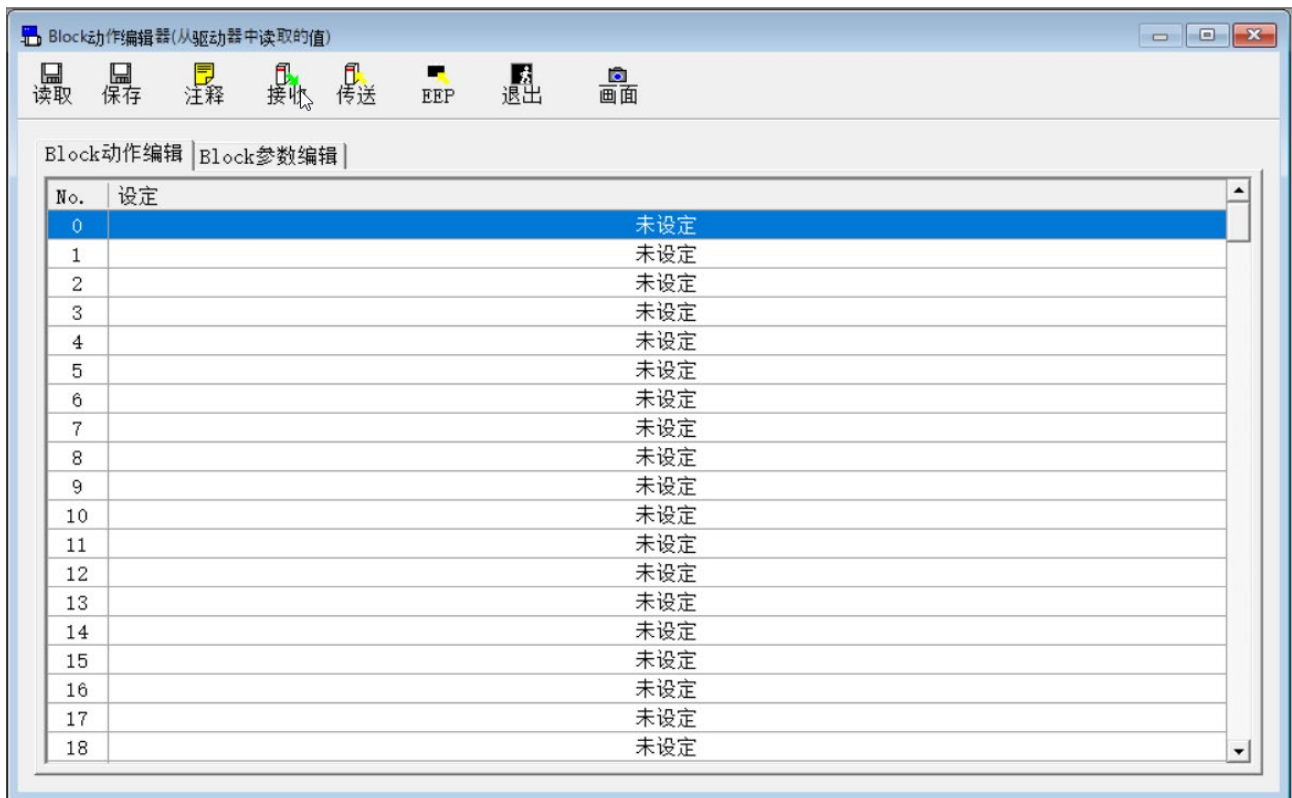 Block动作编辑器(从驱动器中读取的值)
读取 保存 注释 接收 传送 EEP 退出 画面
Block动作编辑 Block参数编辑
No. 设定
0 未设定
1 未设定
2 未设定
3 未设定
4 未设定
5 未设定
6 未设定
7 未设定
8 未设定
9 未设定
10 未设定
11 未设定
12 未设定
13 未设定
14 未设定
15 未设定
16 未设定
17 未设定
18 未设定